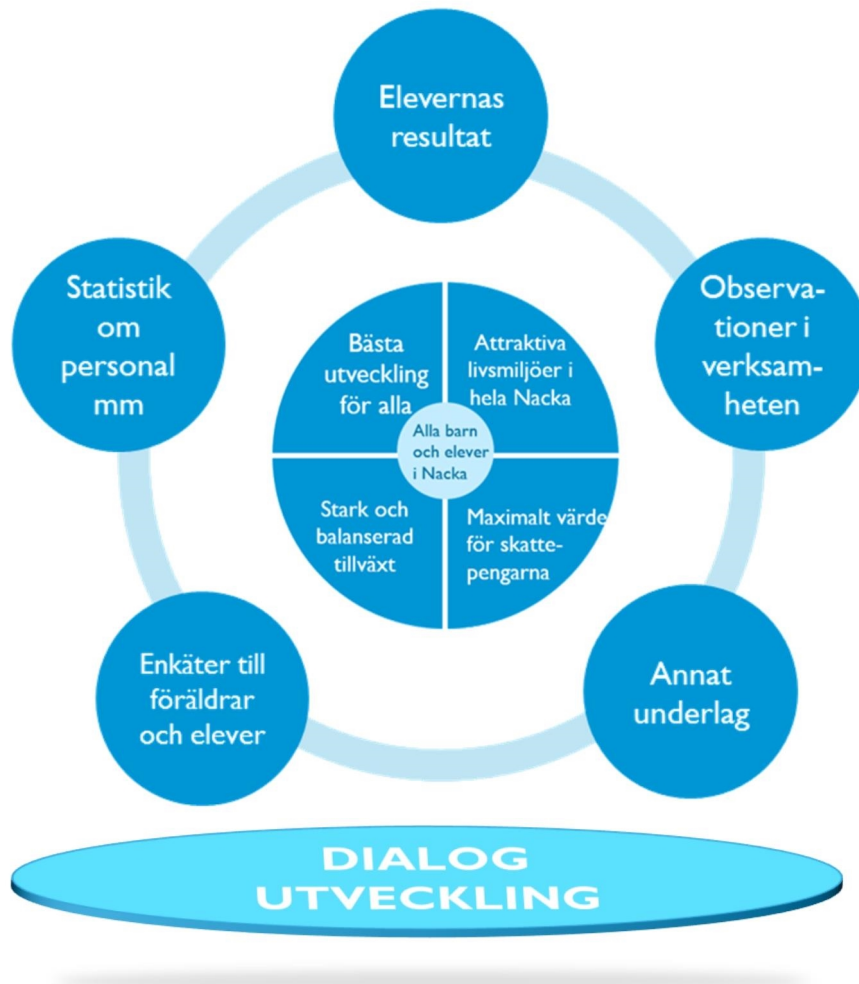 Elevernas
resultat
Statistik
om
personal
mm
Observa-
tioner i
verksam-
heten
Bästa
utveckling
för alla
Attraktiva
livsmiljöer i
hela Nacka
Alla barn
och elever
i Nacka
Stark och
balanserad
tillväxt
Maximalt värde
för skatte-
pengarna
Enkäter till
föräldrar
och elever
Annat
underlag
DIALOG
UTVECKLING